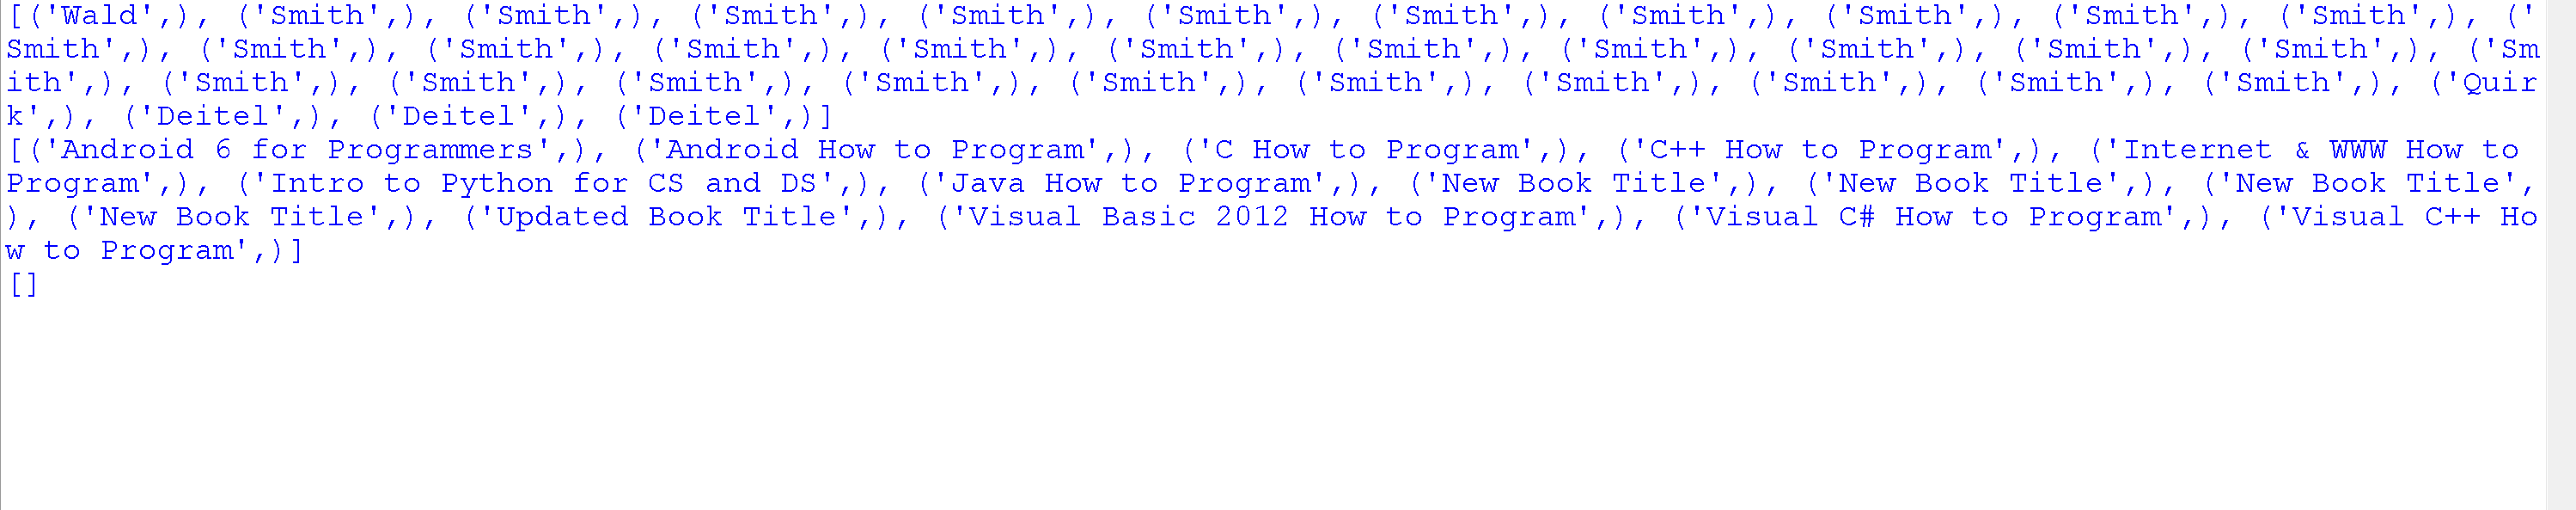 [('Wald',), ('Smith',), ('Smith',), ('Smith',), ('Smith',), ('Smith',), ('Smith',), ('Smith',), ('Smith',), ('Smith',), ('Smith',), ('
Smith',), ('Smith',), ('Smith',), ('Smith',), ('Smith',), ('Smith',), ('Smith',), ('Smith',), ('Smith',), ('Smith',), ('Smith',), ('Sm
ith',), ('Smith',), ('Smith',), ('Smith',), ('Smith',), ('Smith',), ('Smith',), ('Smith',), ('Smith',), ('Smith',), ('Smith',), ('Quir
k',), ('Deitel',), ('Deitel',), ('Deitel',)]
[('Android 6 for Programmers',), ('Android How to Program',), ('C How to Program',), ('C++ How to Program',), ('Internet & WWW How to
Program',), ('Intro to Python for CS and DS',), ('Java How to Program',), ('New Book Title',), ('New Book Title',), ('New Book Title',
), ('New Book Title',), ('Updated Book Title',), ('Visual Basic 2012 How to Program',), ('Visual C# How to Program',), ('Visual C++ Ho
w to Program',)]
[]